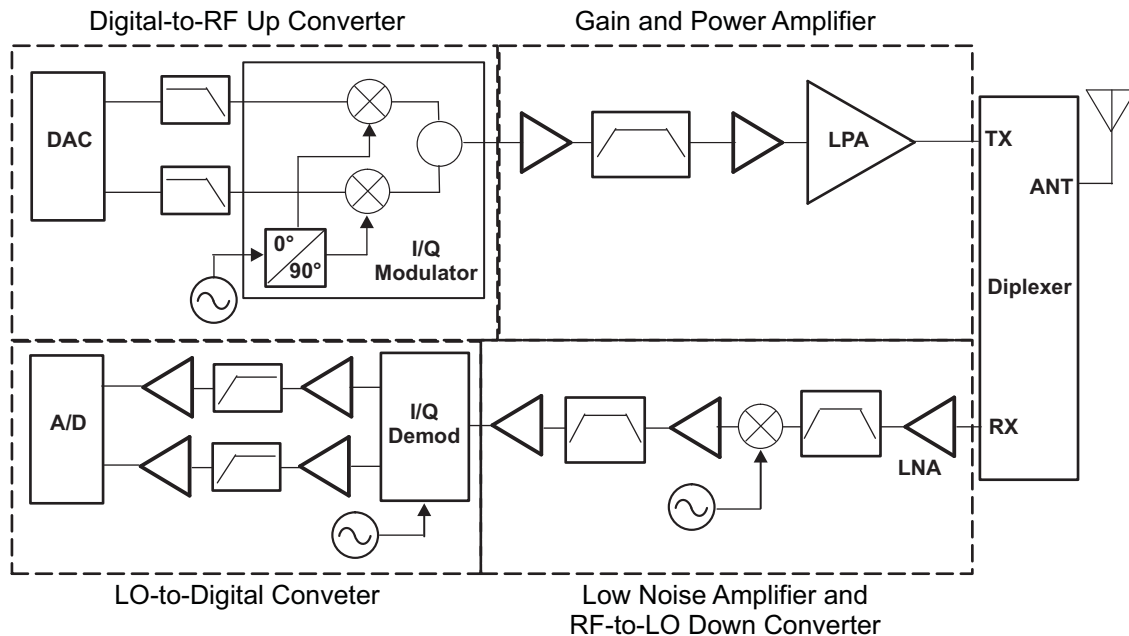 Digital-to-RF Up Converter
Gain and Power Amplifier
DAC
0°
90°
I/Q
Modulator
LPA
TX
ANT
Diplexer
A/D
I/Q
Demod
LNA
RX
LO-to-Digital Conveter
Low Noise Amplifier and
RF-to-LO Down Converter